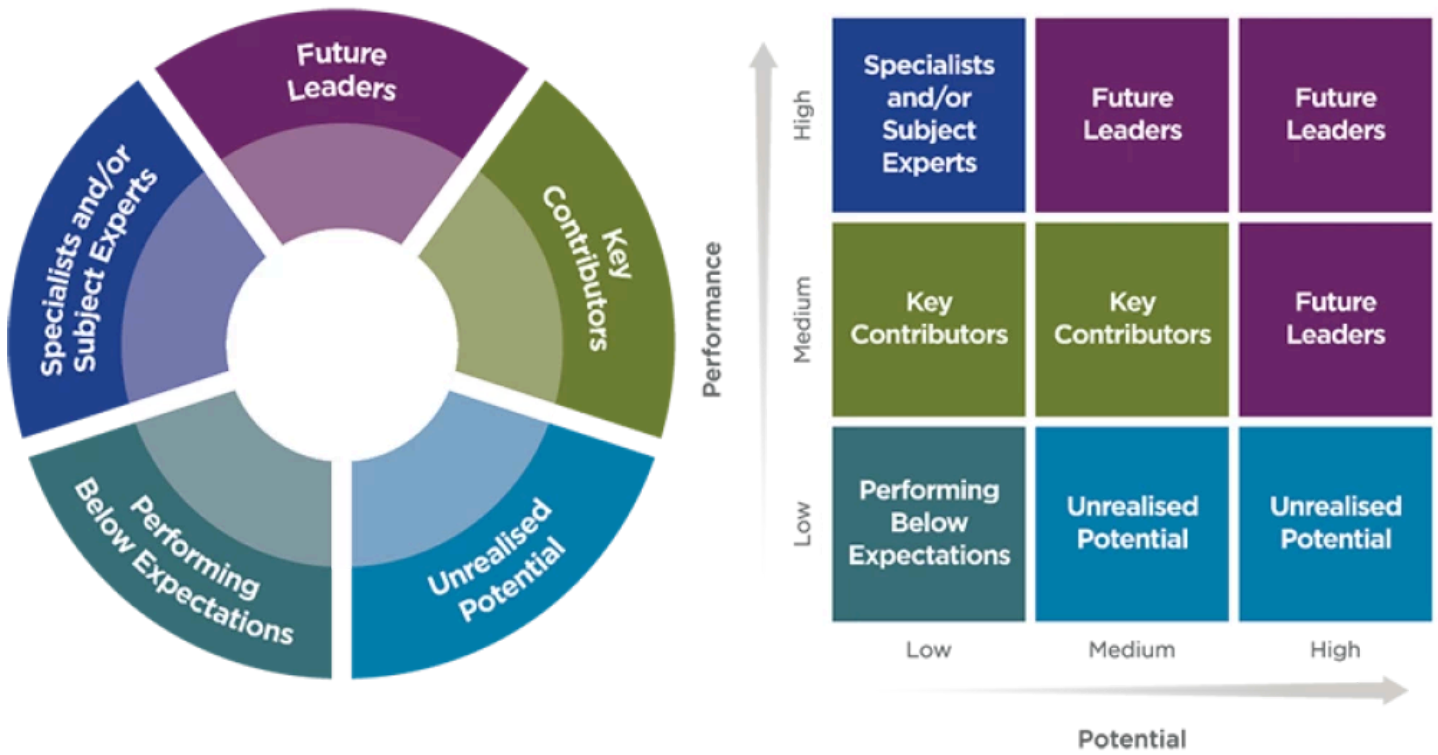 Future
Leaders
Key
Contributors
Unrealised
Potential
Performing
Below Expectations
Specialists and/or
Subject Experts
Performance
High
Medium
Low
Specialists
and/or
Subject
Experts
Future
Leaders
Future
Leaders
Key
Contributors
Key
Contributors
Future
Leaders
Performing
Below
Expectations
Unrealised
Potential
Unrealised
Potential
Low
Medium
High
Potential